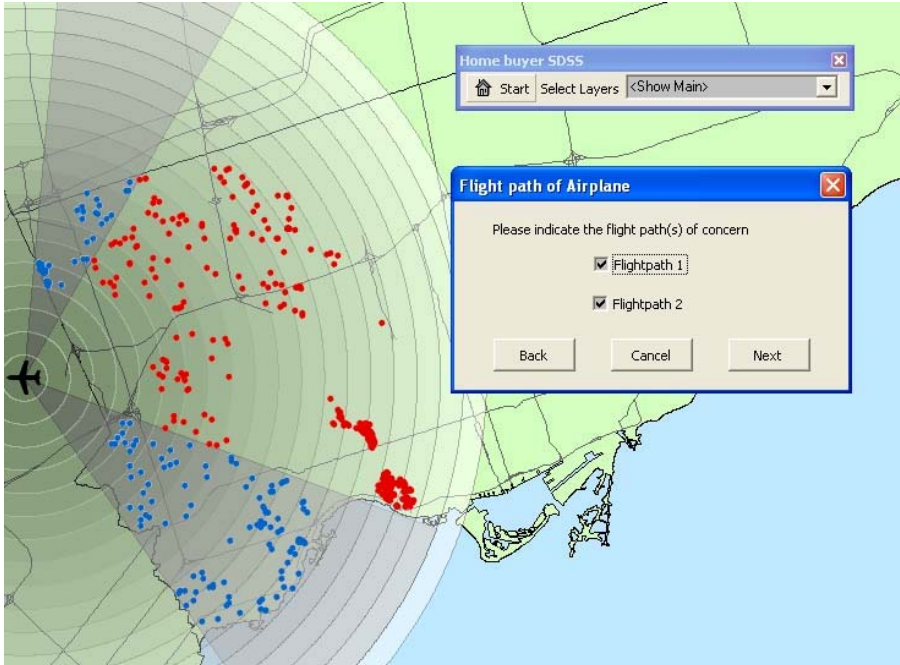 Home buyer SDSS
Start Select Layers <Show Main>
Flight path of Airplane
Please indicate the flight path(s) of concern
Flightpath 1
Flightpath 2
Back Cancel Next